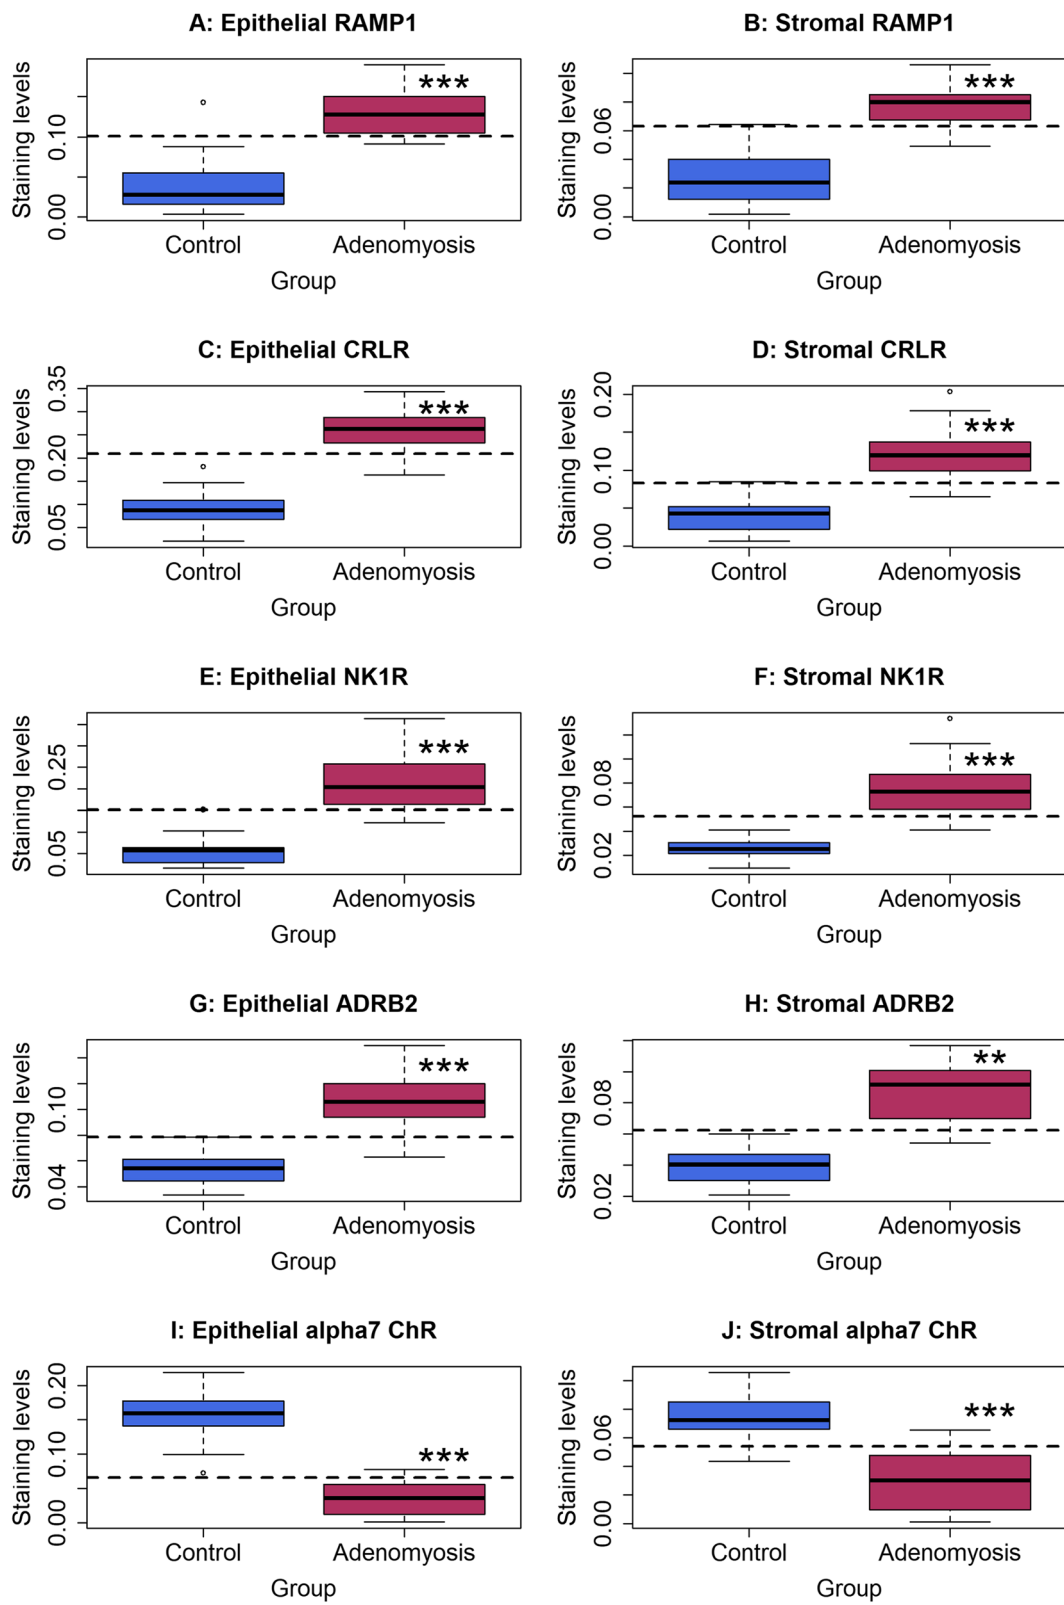 A: Epithelial RAMP1
B: Stromal RAMP1
Staining levels
0.00 0.10
***
Control Adenomyosis
Group
Staining levels
0.00 0.06
***
Control Adenomyosis
Group
C: Epithelial CRLR
D: Stromal CRLR
Staining levels
0.05 0.20 0.35
***
Control Adenomyosis
Group
Staining levels
0.00 0.10 0.20
***
Control Adenomyosis
Group
E: Epithelial NK1R
F: Stromal NK1R
Staining levels
0.05 0.25
***
Control Adenomyosis
Group
Staining levels
0.02 0.08
***
Control Adenomyosis
Group
G: Epithelial ADRB2
H: Stromal ADRB2
Staining levels
0.04 0.10
***
Control Adenomyosis
Group
Staining levels
0.02 0.08
**
Control Adenomyosis
Group
I: Epithelial alpha7 ChR
J: Stromal alpha7 ChR
Staining levels
0.00 0.10 0.20
***
Control Adenomyosis
Group
Staining levels
0.00 0.06
***
Control Adenomyosis
Group